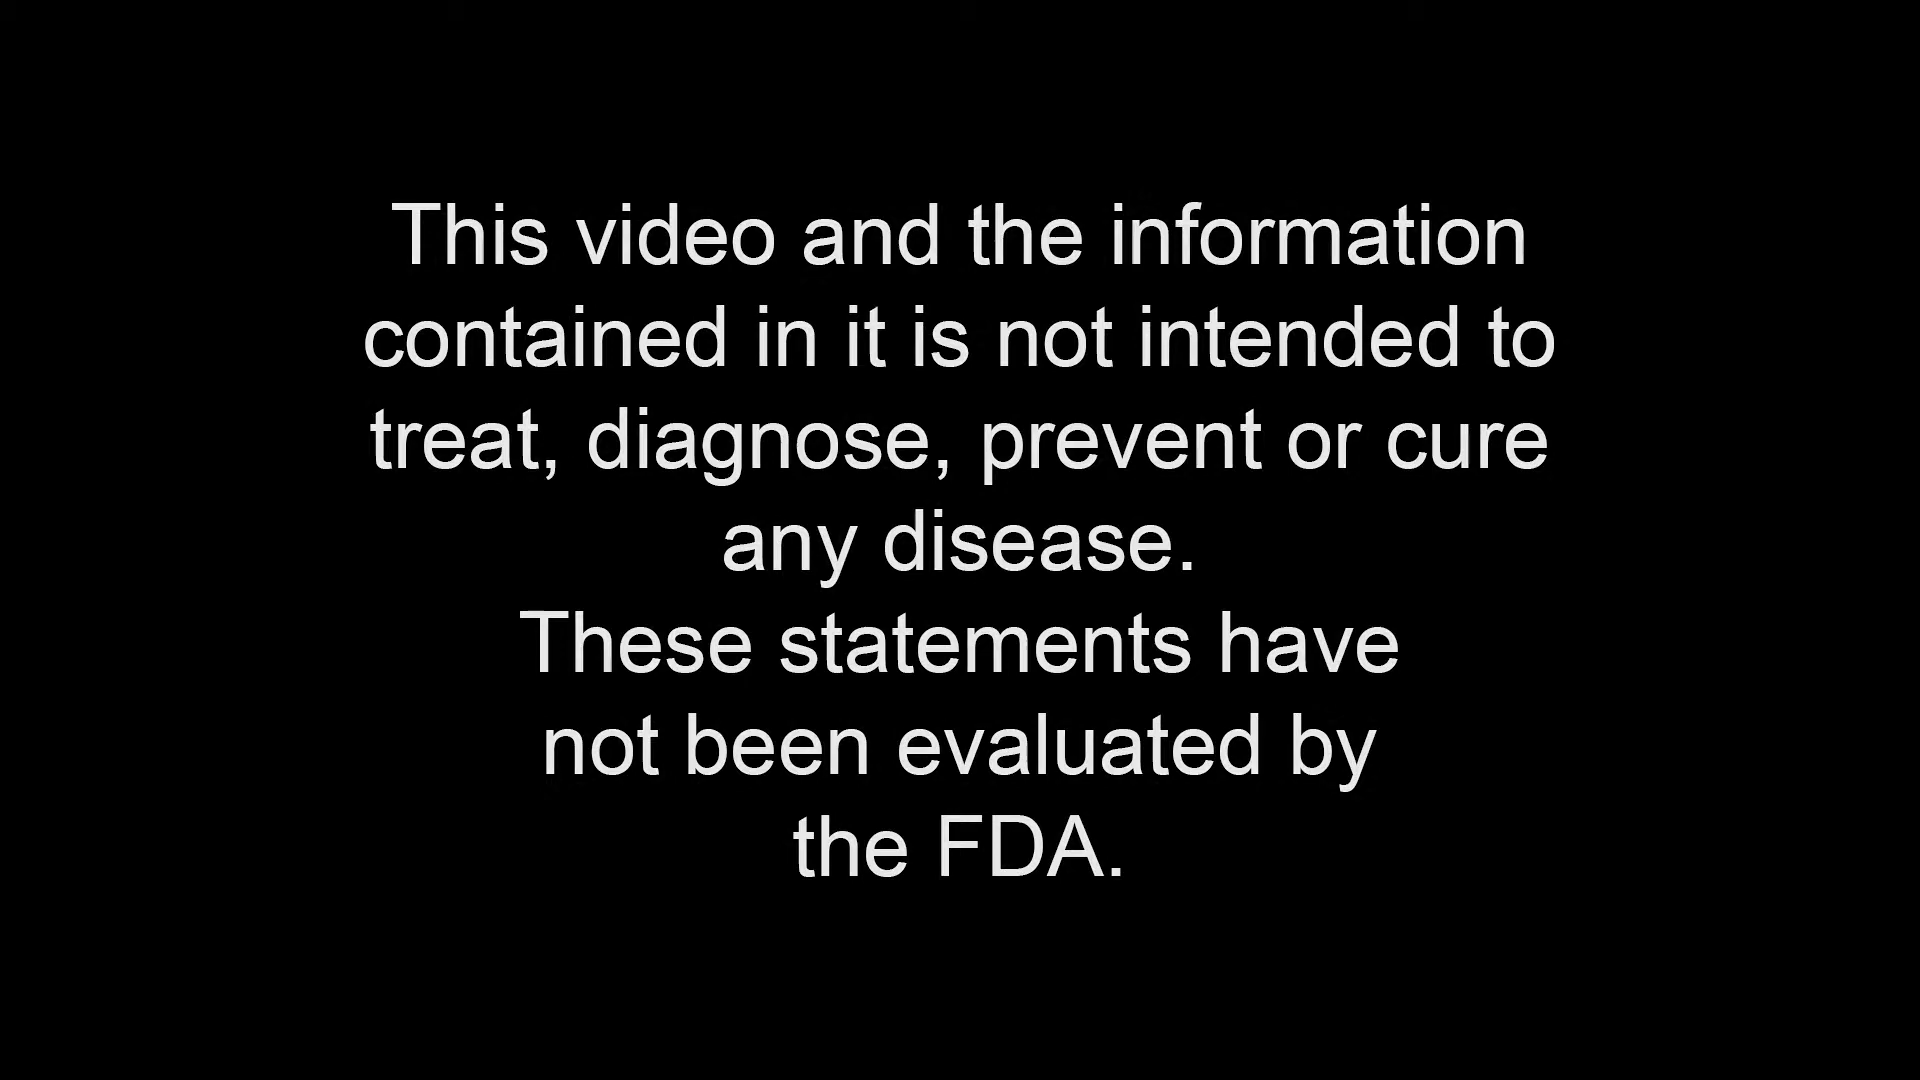 This video and the information
contained in it is not intended to
treat, diagnose, prevent or cure
any disease.
These statements have
not been evaluated by
the FDA.